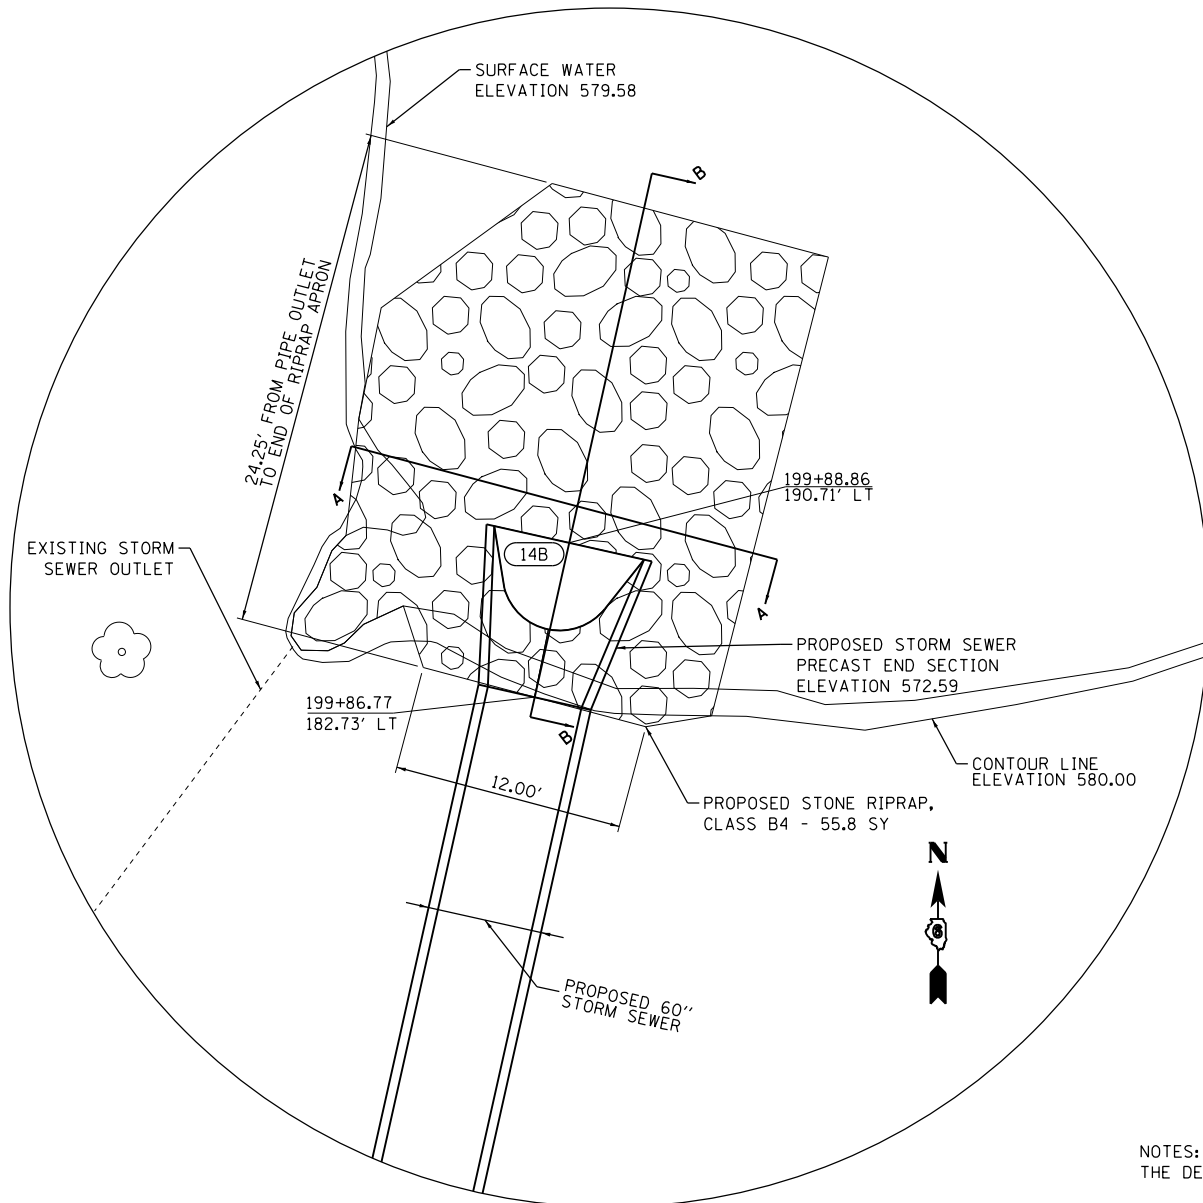 SURFACE WATER
ELEVATION 579.58
B
24.25' FROM PIPE OUTLET
TO END OF RIPRAP APRON
199+88.86
190.71' LT
A
EXISTING STORM
SEWER OUTLET
14B
A
PROPOSED STORM SEWER
PRECAST END SECTION
ELEVATION 572.59
199+86.77
182.73' LT
B
CONTOUR LINE
ELEVATION 580.00
12.00'
PROPOSED STONE RIPRAP,
CLASS B4 - 55.8 SY
N
6
PROPOSED 60''
STORM SEWER
NOTES:
THE DE